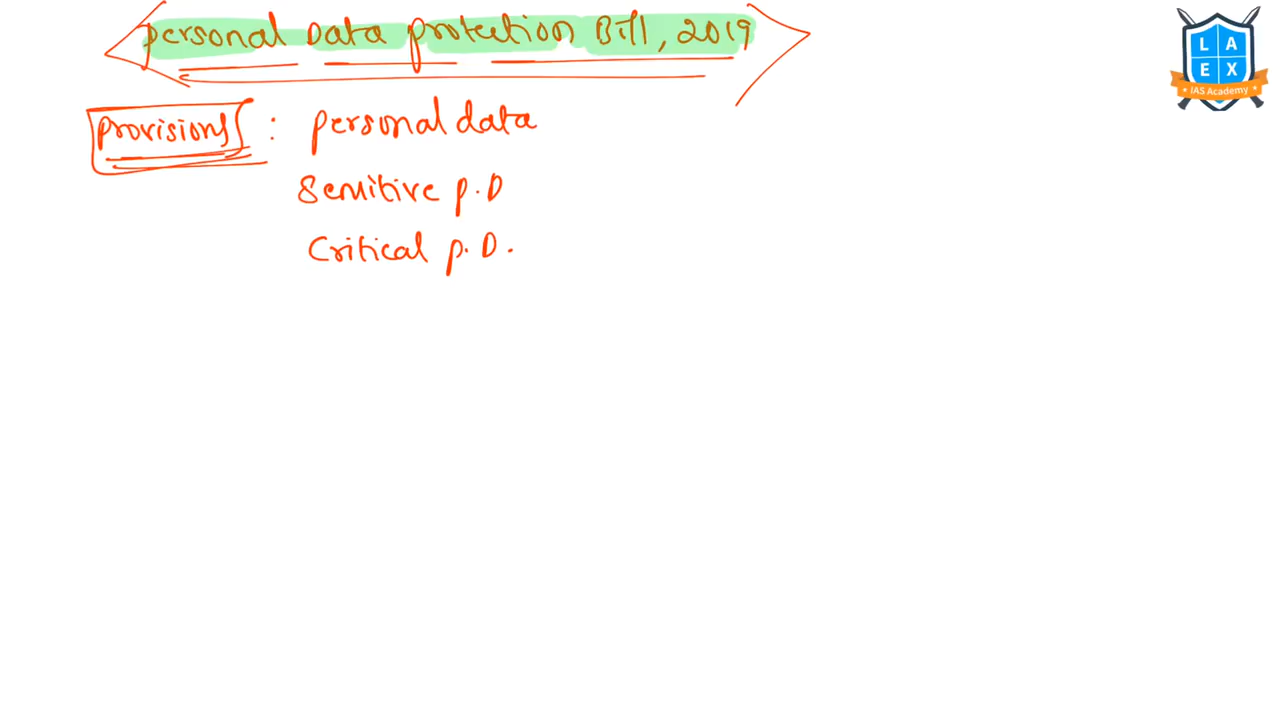 personal Data protection Bill, 2019
provisions : personal data
Sensitive p.D
Critical p.D.
L A
E X
IAS Academy